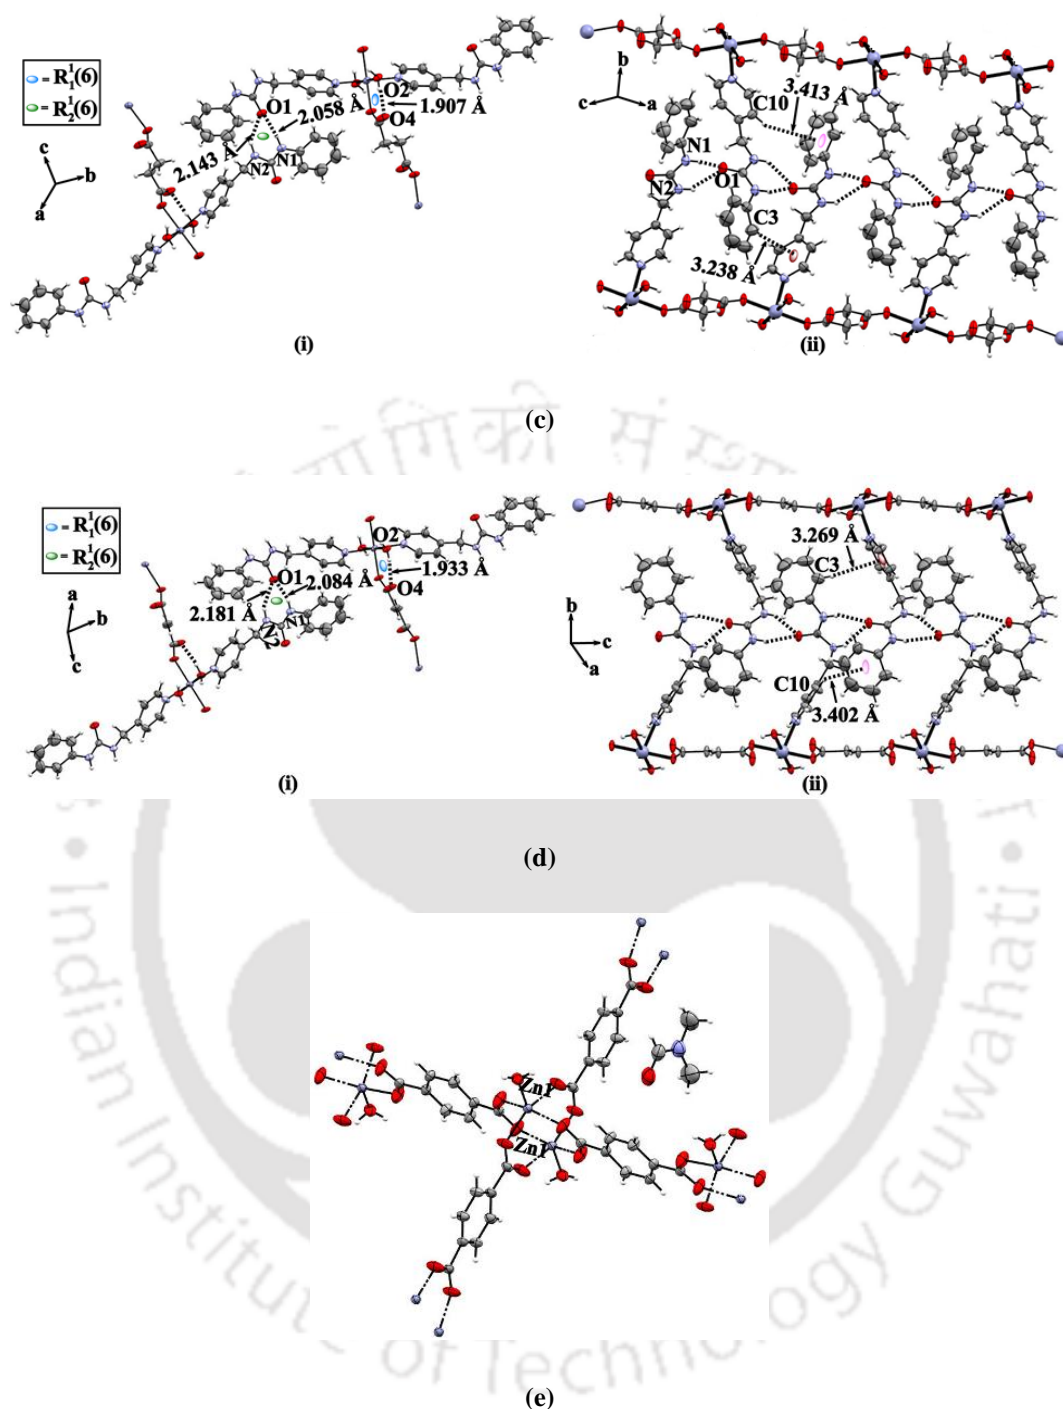 = R¹₁(6)
= R¹₂(6)
c
b
a
O1
2.058 Å
O2
1.907 Å
O4
2.143 Å
N2
N1
(i)
b
c
a
C10
3.413 Å
N1
N2
O1
C3
3.238 Å
(ii)
(c)
= R¹₁(6)
= R¹₂(6)
a
b
c
O1
2.084 Å
O2
1.933 Å
O4
2.181 Å
N2
N1
(i)
3.269 Å
C3
b
c
a
C10
3.402 Å
(ii)
(d)
Zn1
Zn1
(e)
Indian Institute of Technology Guwahati